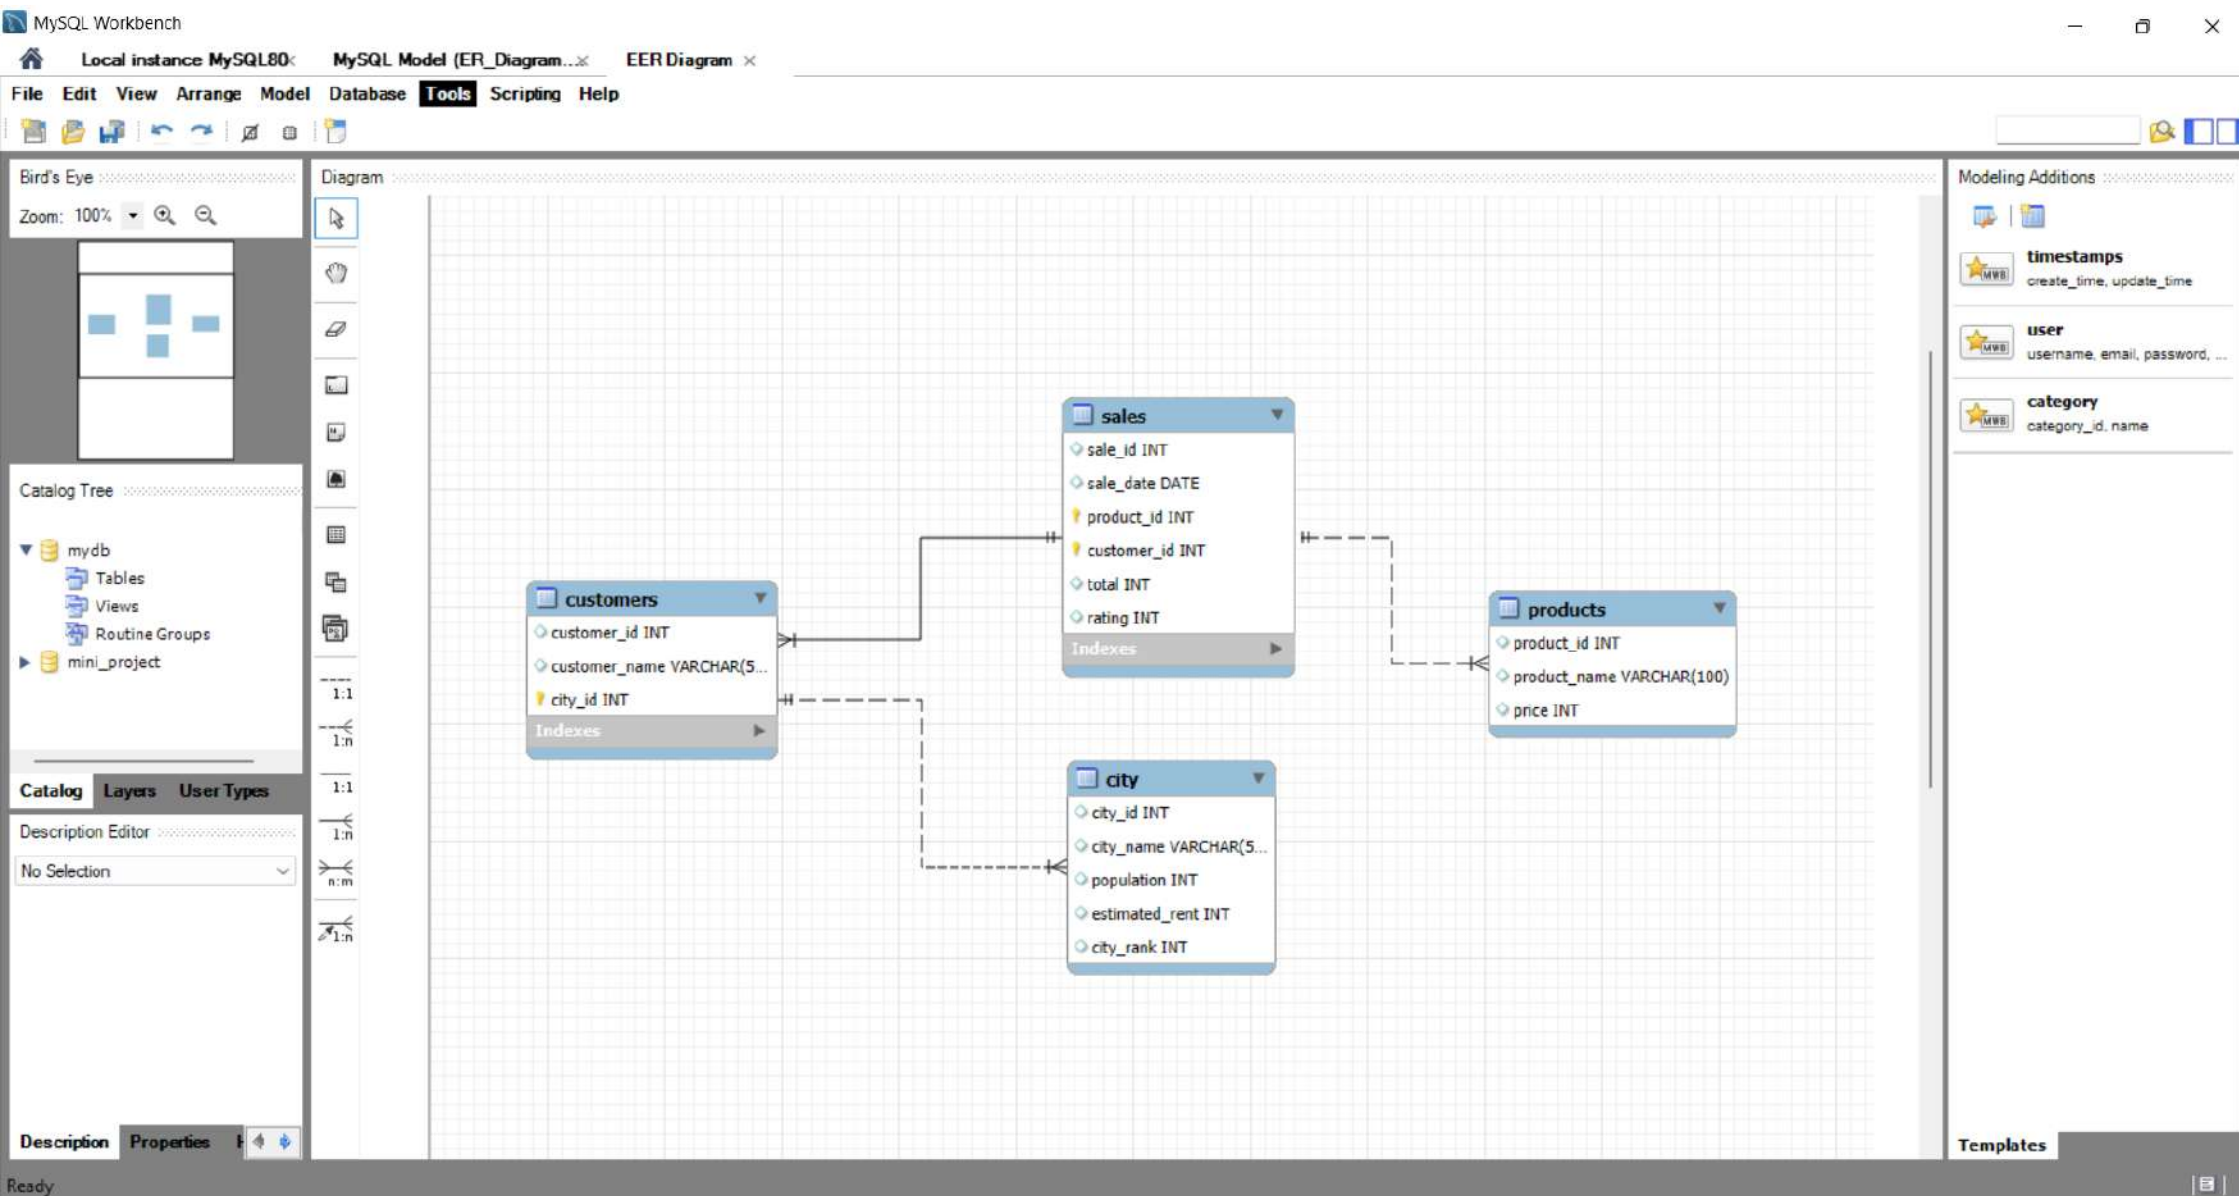 MySQL Workbench
Local instance MySQL80
MySQL Model (ER_Diagram...
EER Diagram
File Edit View Arrange Model Database Tools Scripting Help
Bird's Eye
Zoom: 100%
Catalog Tree
mydb
Tables
Views
Routine Groups
mini_project
Catalog Layers User Types
Description Editor
No Selection
Description Properties
Ready
Diagram
1:1
1:n
1:1
1:n
n:m
1:n
customers
customer_id INT
customer_name VARCHAR(5...
city_id INT
Indexes
sales
sale_id INT
sale_date DATE
product_id INT
customer_id INT
total INT
rating INT
Indexes
city
city_id INT
city_name VARCHAR(5...
population INT
estimated_rent INT
city_rank INT
products
product_id INT
product_name VARCHAR(100)
price INT
Modeling Additions
MWB
timestamps
create_time, update_time
MWB
user
username, email, password, ...
MWB
category
category_id, name
Templates